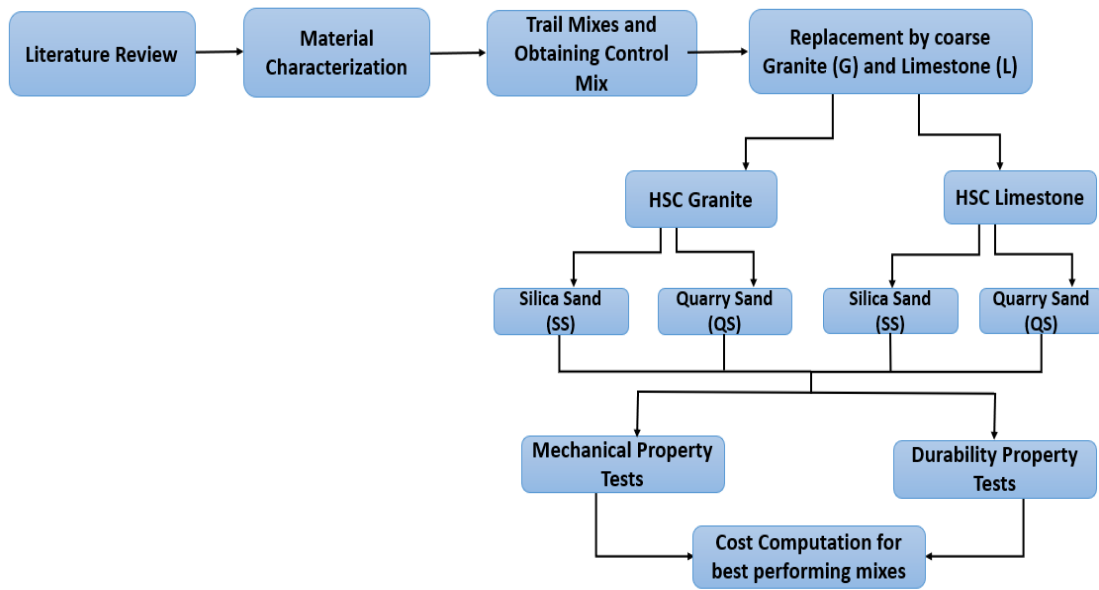 Literature Review
Material
Characterization
Trail Mixes and
Obtaining Control
Mix
Replacement by coarse
Granite (G) and Limestone (L)
HSC Granite
HSC Limestone
Silica Sand
(SS)
Quarry Sand
(QS)
Silica Sand
(SS)
Quarry Sand
(QS)
Mechanical Property
Tests
Durability Property
Tests
Cost Computation for
best performing mixes